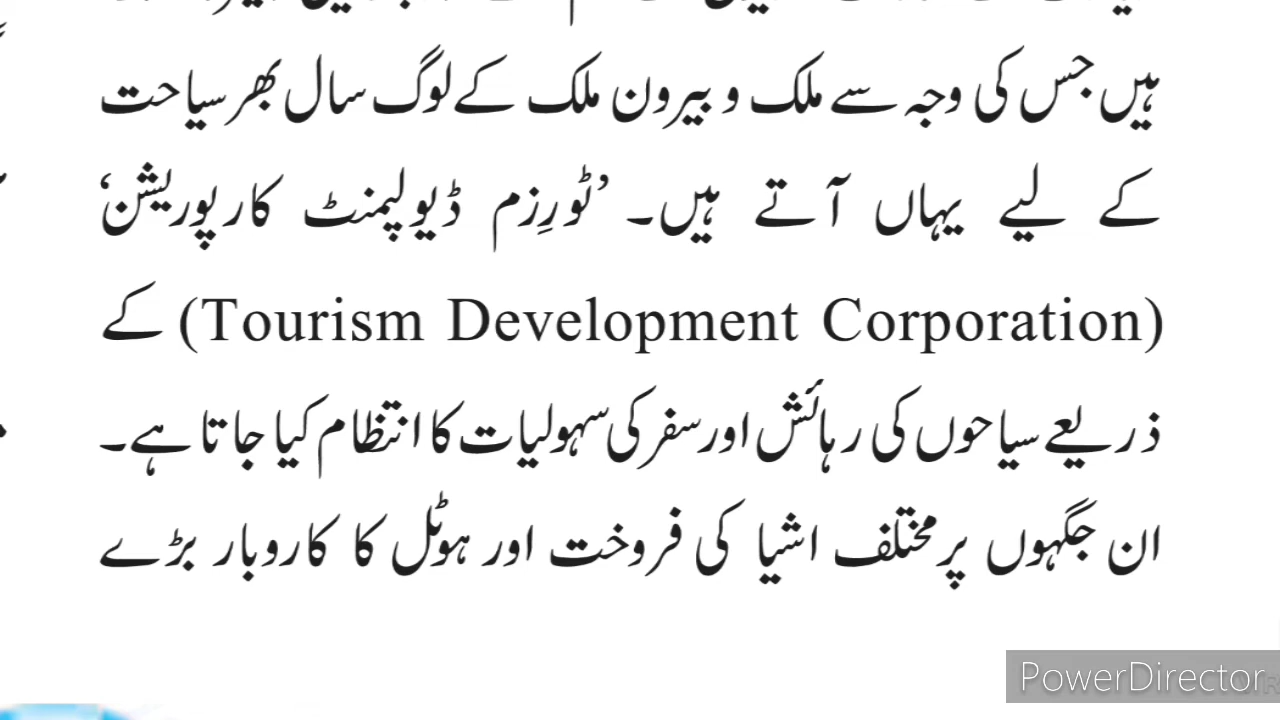 ہیں جس کی وجہ سے ملک و بیرون ملک کے لوگ سال بھر سیاحت
کے لیے یہاں آتے ہیں۔ ’ٹورِزم ڈیولپمنٹ کارپوریشن‘
(Tourism Development Corporation) کے
ذریعے سیاحوں کی رہائش اور سفر کی سہولیات کا انتظام کیا جاتا ہے۔
ان جگہوں پر مختلف اشیا کی فروخت اور ہوٹل کا کاروبار بڑے
PowerDirector